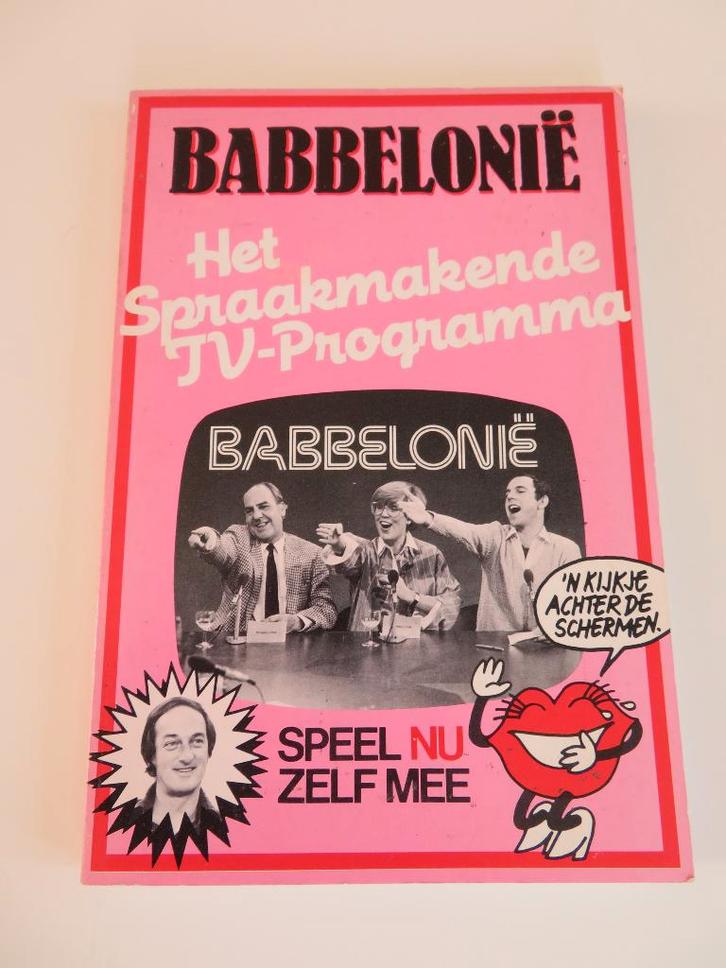 BABBELONIË
Het
Spraakmakende
TV-Programma
BABBELONIË
'N KIJKJE
ACHTER DE
SCHERMEN.
SPEEL NU
ZELF MEE